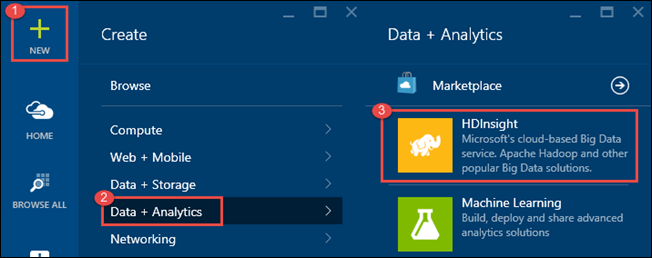 1
NEW
HOME
BROWSE ALL
Create
Browse
Compute
Web + Mobile
Data + Storage
2
Data + Analytics
Networking
Data + Analytics
Marketplace
3
HDInsight
Microsoft's cloud-based Big Data
service. Apache Hadoop and other
popular Big Data solutions.
Machine Learning
Build, deploy and share advanced
analytics solutions